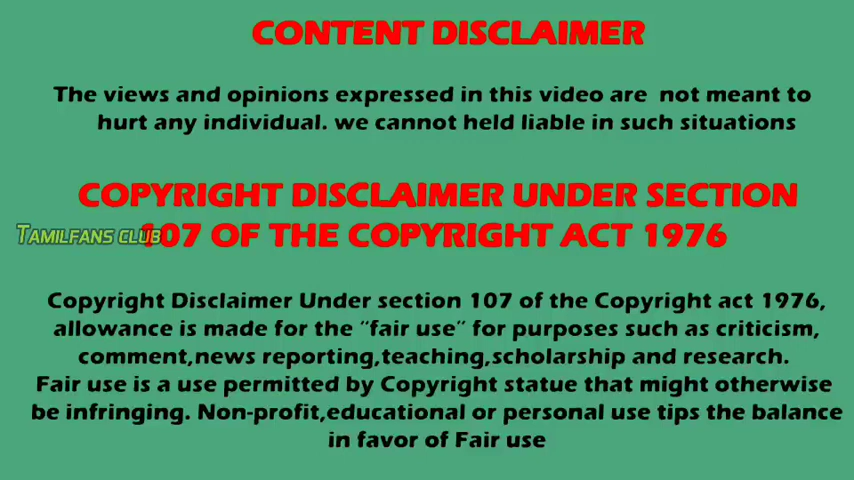 CONTENT DISCLAIMER
The views and opinions expressed in this video are not meant to
hurt any individual. we cannot held liable in such situations
COPYRIGHT DISCLAIMER UNDER SECTION
107 OF THE COPYRIGHT ACT 1976
TAMILFANS CLUB
Copyright Disclaimer Under section 107 of the Copyright act 1976,
allowance is made for the "fair use" for purposes such as criticism,
comment,news reporting,teaching,scholarship and research.
Fair use is a use permitted by Copyright statue that might otherwise
be infringing. Non-profit,educational or personal use tips the balance
in favor of Fair use